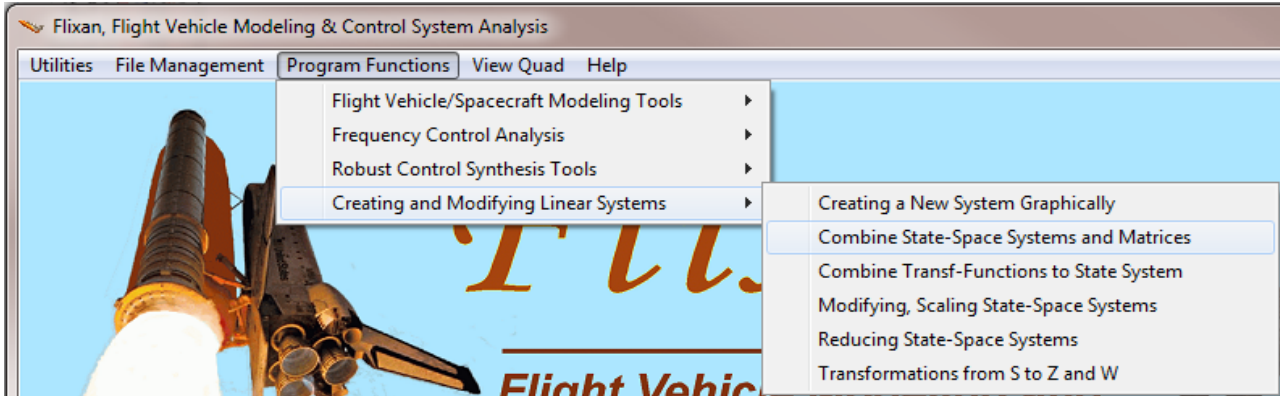 Flixan, Flight Vehicle Modeling & Control System Analysis
Utilities File Management Program Functions View Quad Help
Flight Vehicle/Spacecraft Modeling Tools
Frequency Control Analysis
Robust Control Synthesis Tools
Creating and Modifying Linear Systems
Creating a New System Graphically
Combine State-Space Systems and Matrices
Combine Transf-Functions to State System
Modifying, Scaling State-Space Systems
Reducing State-Space Systems
Transformations from S to Z and W
Flight